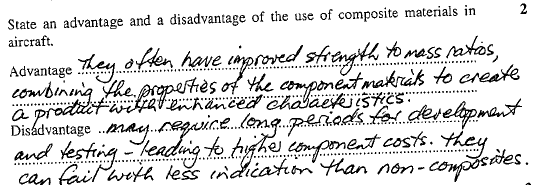 State an advantage and a disadvantage of the use of composite materials in 2
aircraft.
Advantage They often have improved strength to mass ratios,
combining the properties of the component materials to create
a product with enhanced characteristics.
Disadvantage may require long periods for development
and testing - leading to higher component costs. They
can fail with less indication than non-composites.